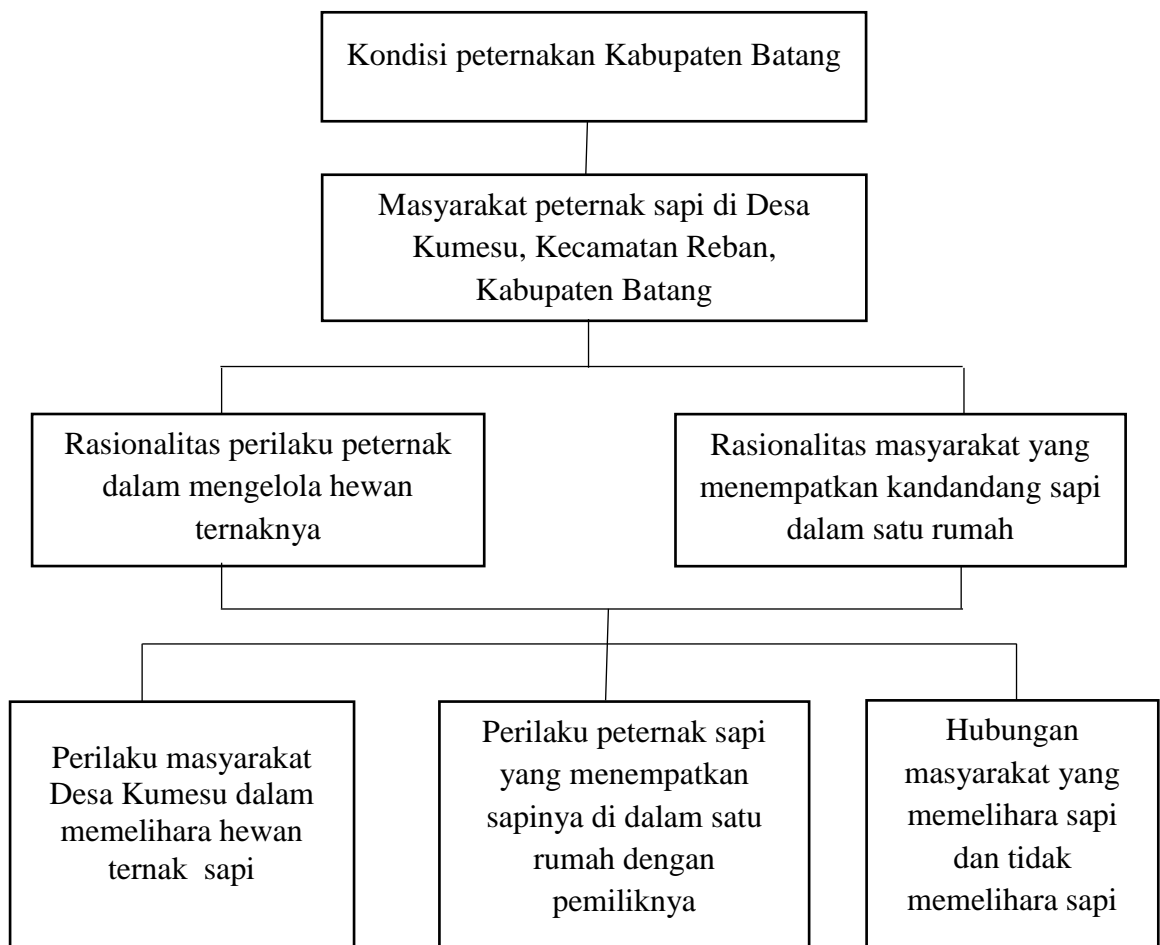 Kondisi peternakan Kabupaten Batang
Masyarakat peternak sapi di Desa
Kumesu, Kecamatan Reban,
Kabupaten Batang
Rasionalitas perilaku peternak
dalam mengelola hewan
ternaknya
Rasionalitas masyarakat yang
menempatkan kandandang sapi
dalam satu rumah
Perilaku masyarakat
Desa Kumesu dalam
memelihara hewan
ternak sapi
Perilaku peternak sapi
yang menempatkan
sapinya di dalam satu
rumah dengan
pemiliknya
Hubungan
masyarakat yang
memelihara sapi
dan tidak
memelihara sapi